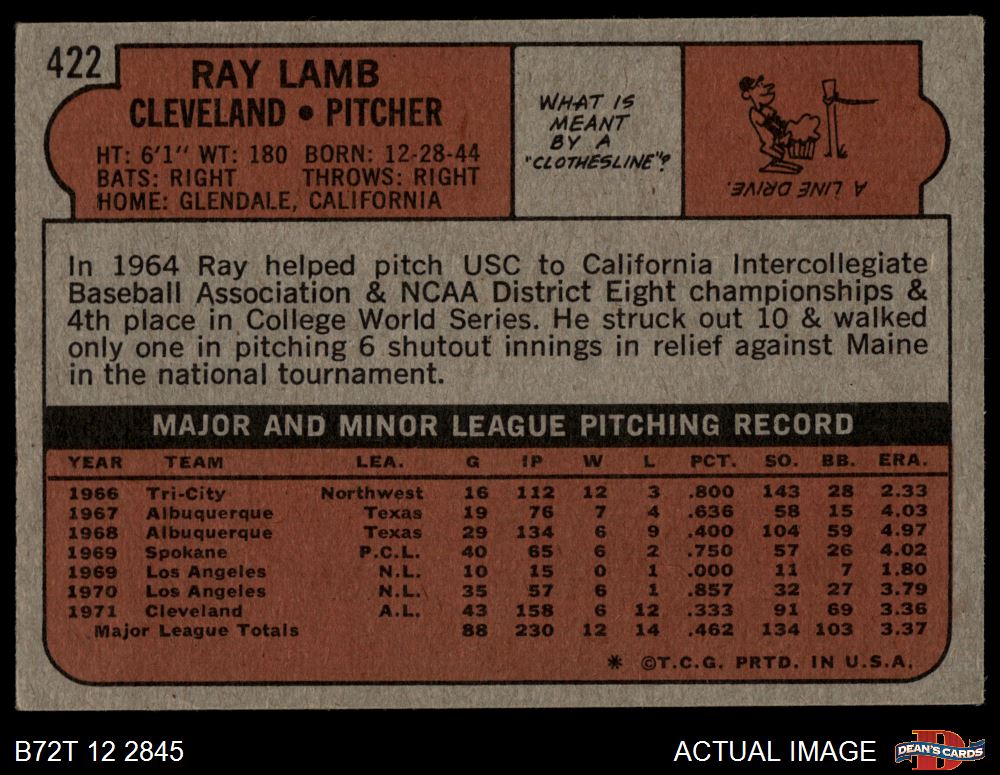 422
RAY LAMB
CLEVELAND • PITCHER
HT: 6'1" WT: 180 BORN: 12-28-44
BATS: RIGHT THROWS: RIGHT
HOME: GLENDALE, CALIFORNIA
WHAT IS
MEANT
BY A
"CLOTHESLINE"?
A LINE DRIVE.
In 1964 Ray helped pitch USC to California Intercollegiate
Baseball Association & NCAA District Eight championships &
4th place in College World Series. He struck out 10 & walked
only one in pitching 6 shutout innings in relief against Maine
in the national tournament.
MAJOR AND MINOR LEAGUE PITCHING RECORD
YEAR TEAM LEA. G IP W L PCT. SO. BB. ERA.
1966 Tri-City Northwest 16 112 12 3 .800 143 28 2.33
1967 Albuquerque Texas 19 76 7 4 .636 58 15 4.03
1968 Albuquerque Texas 29 134 6 9 .400 104 59 4.97
1969 Spokane P.C.L. 40 65 6 2 .750 57 26 4.02
1969 Los Angeles N.L. 10 15 0 1 .000 11 7 1.80
1970 Los Angeles N.L. 35 57 6 1 .857 32 27 3.79
1971 Cleveland A.L. 43 158 6 12 .333 91 69 3.36
Major League Totals 88 230 12 14 .462 134 103 3.37
* ©T.C.G. PRTD. IN U.S.A.
B72T 12 2845
ACTUAL IMAGE
DEAN'S CARDS